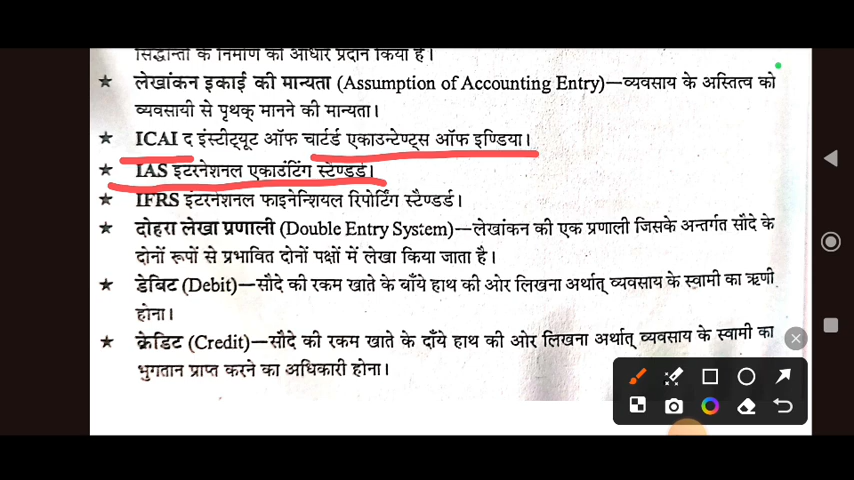 सिद्धान्तों के निर्माण का आधार प्रदान किया है।
★ लेखांकन इकाई की मान्यता (Assumption of Accounting Entry)—व्यवसाय के अस्तित्व को
व्यवसायी से पृथक् मानने की मान्यता।
★ ICAI द इंस्टीट्यूट ऑफ चार्टर्ड एकाउन्टेण्ट्स ऑफ इण्डिया।
★ IAS इटरनेशनल एकाउंटिंग स्टैण्डर्ड।
★ IFRS इंटरनेशनल फाइनेन्शियल रिपोर्टिंग स्टैण्डर्ड।
★ दोहरा लेखा प्रणाली (Double Entry System)—लेखांकन की एक प्रणाली जिसके अन्तर्गत सौदे के
दोनों रूपों से प्रभावित दोनों पक्षों में लेखा किया जाता है।
★ डेबिट (Debit)—सौदे की रकम खाते के बाँये हाथ की ओर लिखना अर्थात् व्यवसाय के स्वामी का ऋणी
होना।
★ क्रेडिट (Credit)—सौदे की रकम खाते के दाँये हाथ की ओर लिखना अर्थात् व्यवसाय के स्वामी का
भुगतान प्राप्त करने का अधिकारी होना।